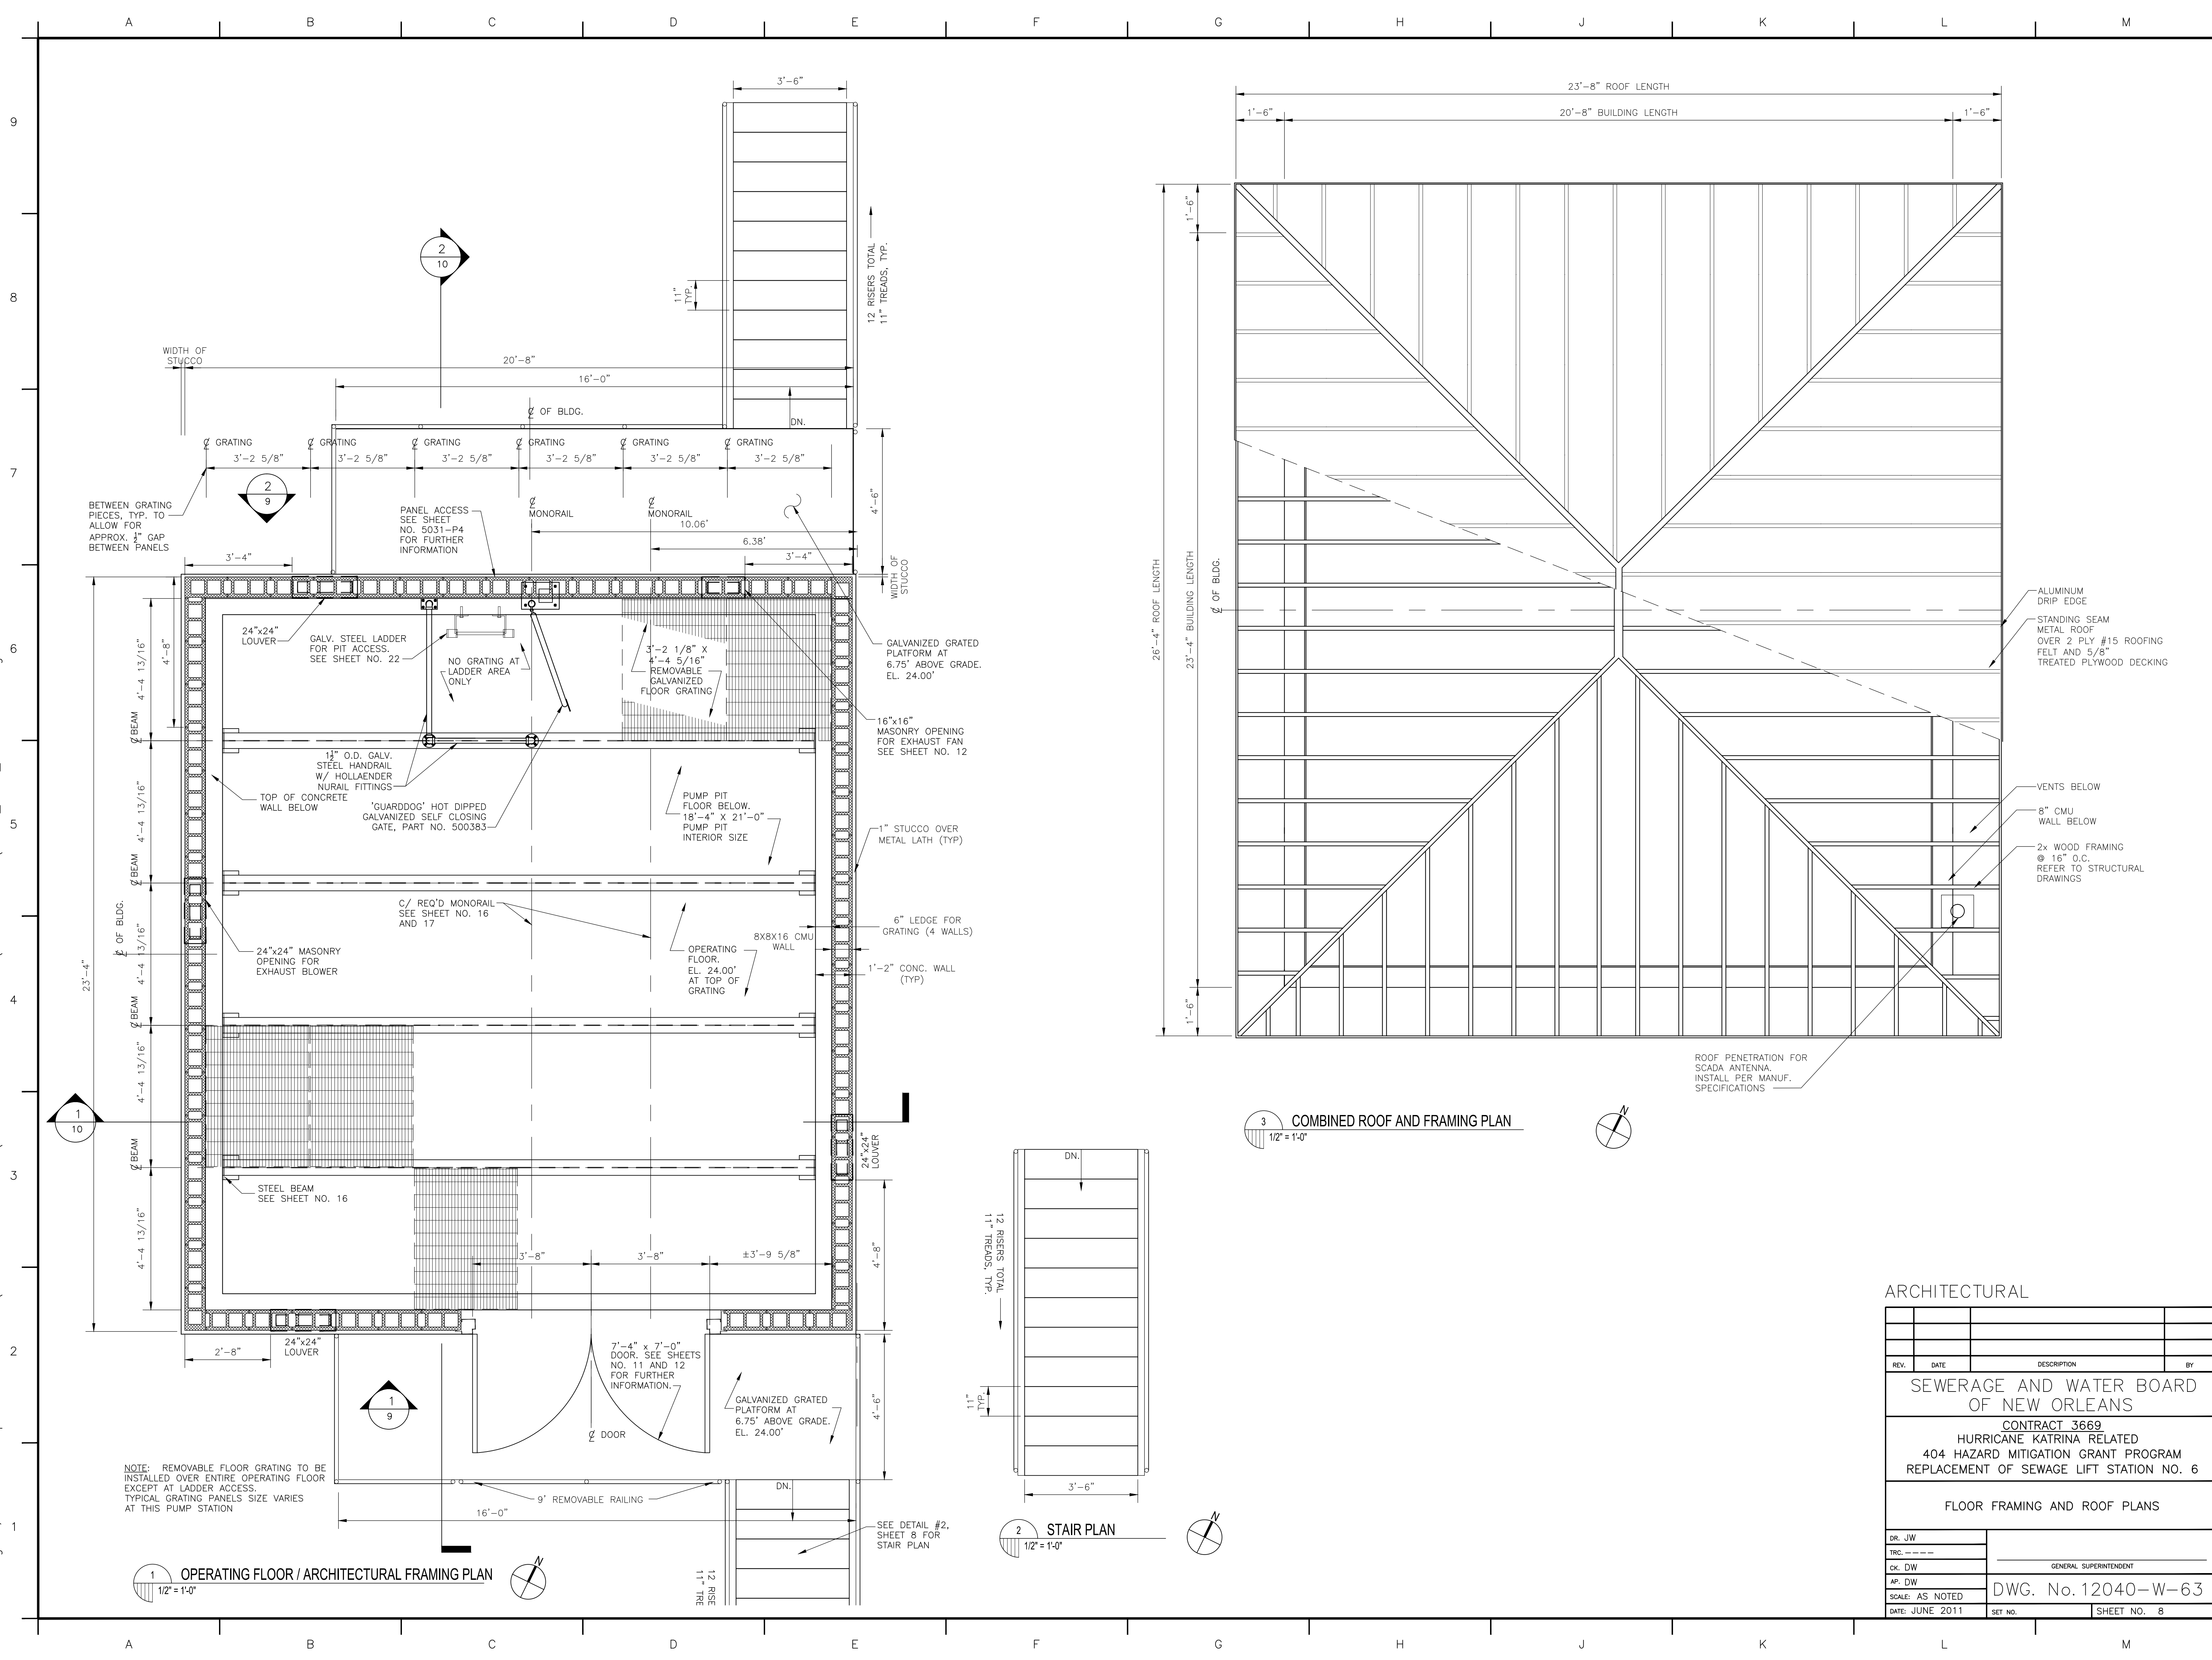 A B C D E F G H J K L M
9
8
7
6
5
4
3
2
1
3'-6"
12 RISERS TOTAL
11" TREADS, TYP.
11"
TYP.
2
10
WIDTH OF
STUCCO
20'-8"
16'-0"
℄ OF BLDG.
DN.
℄ GRATING
℄ GRATING
℄ GRATING
℄ GRATING
℄ GRATING
℄ GRATING
3'-2 5/8"
3'-2 5/8"
3'-2 5/8"
3'-2 5/8"
3'-2 5/8"
3'-2 5/8"
2
9
BETWEEN GRATING
PIECES, TYP. TO
ALLOW FOR
APPROX. ½" GAP
BETWEEN PANELS
PANEL ACCESS
SEE SHEET
NO. 5031-P4
FOR FURTHER
INFORMATION
℄
MONORAIL
℄
MONORAIL
10.06'
6.38'
3'-4"
3'-4"
4'-6"
WIDTH OF
STUCCO
24"x24"
LOUVER
GALV. STEEL LADDER
FOR PIT ACCESS.
SEE SHEET NO. 22
NO GRATING AT
LADDER AREA
ONLY
3'-2 1/8" X
4'-4 5/16"
REMOVABLE
GALVANIZED
FLOOR GRATING
GALVANIZED GRATED
PLATFORM AT
6.75' ABOVE GRADE.
EL. 24.00'
16"x16"
MASONRY OPENING
FOR EXHAUST FAN
SEE SHEET NO. 12
4'-8"
4'-4 13/16"
℄ BEAM
4'-4 13/16"
℄ BEAM
4'-4 13/16"
℄ BEAM
4'-4 13/16"
℄ BEAM
4'-4 13/16"
℄ OF BLDG.
23'-4"
1½" O.D. GALV.
STEEL HANDRAIL
W/ HOLLAENDER
NURAIL FITTINGS
TOP OF CONCRETE
WALL BELOW
'GUARDDOG' HOT DIPPED
GALVANIZED SELF CLOSING
GATE, PART NO. 500383
PUMP PIT
FLOOR BELOW.
18'-4" X 21'-0"
PUMP PIT
INTERIOR SIZE
1" STUCCO OVER
METAL LATH (TYP)
C/ REQ'D MONORAIL
SEE SHEET NO. 16
AND 17
24"x24" MASONRY
OPENING FOR
EXHAUST BLOWER
OPERATING
FLOOR.
EL. 24.00'
AT TOP OF
GRATING
8X8X16 CMU
WALL
6" LEDGE FOR
GRATING (4 WALLS)
1'-2" CONC. WALL
(TYP)
1
10
24"x24"
LOUVER
STEEL BEAM
SEE SHEET NO. 16
3'-8"
3'-8"
±3'-9 5/8"
4'-8"
24"x24"
LOUVER
2'-8"
1
9
7'-4" x 7'-0"
DOOR. SEE SHEETS
NO. 11 AND 12
FOR FURTHER
INFORMATION.
℄ DOOR
GALVANIZED GRATED
PLATFORM AT
6.75' ABOVE GRADE.
EL. 24.00'
4'-6"
NOTE: REMOVABLE FLOOR GRATING TO BE
INSTALLED OVER ENTIRE OPERATING FLOOR
EXCEPT AT LADDER ACCESS.
TYPICAL GRATING PANELS SIZE VARIES
AT THIS PUMP STATION
9' REMOVABLE RAILING
16'-0"
DN.
SEE DETAIL #2,
SHEET 8 FOR
STAIR PLAN
12 RISE
11" TRE
1 OPERATING FLOOR / ARCHITECTURAL FRAMING PLAN
1/2" = 1'-0"
N
DN.
12 RISERS TOTAL
11" TREADS, TYP.
11"
TYP.
3'-6"
2 STAIR PLAN
1/2" = 1'-0"
N
23'-8" ROOF LENGTH
1'-6"
20'-8" BUILDING LENGTH
1'-6"
1'-6"
26'-4" ROOF LENGTH
23'-4" BUILDING LENGTH
℄ OF BLDG.
1'-6"
ALUMINUM
DRIP EDGE
STANDING SEAM
METAL ROOF
OVER 2 PLY #15 ROOFING
FELT AND 5/8"
TREATED PLYWOOD DECKING
VENTS BELOW
8" CMU
WALL BELOW
2x WOOD FRAMING
@ 16" O.C.
REFER TO STRUCTURAL
DRAWINGS
ROOF PENETRATION FOR
SCADA ANTENNA.
INSTALL PER MANUF.
SPECIFICATIONS
3 COMBINED ROOF AND FRAMING PLAN
1/2" = 1'-0"
N
ARCHITECTURAL
REV. DATE DESCRIPTION BY
SEWERAGE AND WATER BOARD
OF NEW ORLEANS
CONTRACT 3669
HURRICANE KATRINA RELATED
404 HAZARD MITIGATION GRANT PROGRAM
REPLACEMENT OF SEWAGE LIFT STATION NO. 6
FLOOR FRAMING AND ROOF PLANS
DR. JW
TRC. ----
CK. DW
AP. DW
SCALE: AS NOTED
DATE: JUNE 2011
GENERAL SUPERINTENDENT
DWG. No. 12040-W-63
SET NO.
SHEET NO. 8
A B C D E F G H J K L M